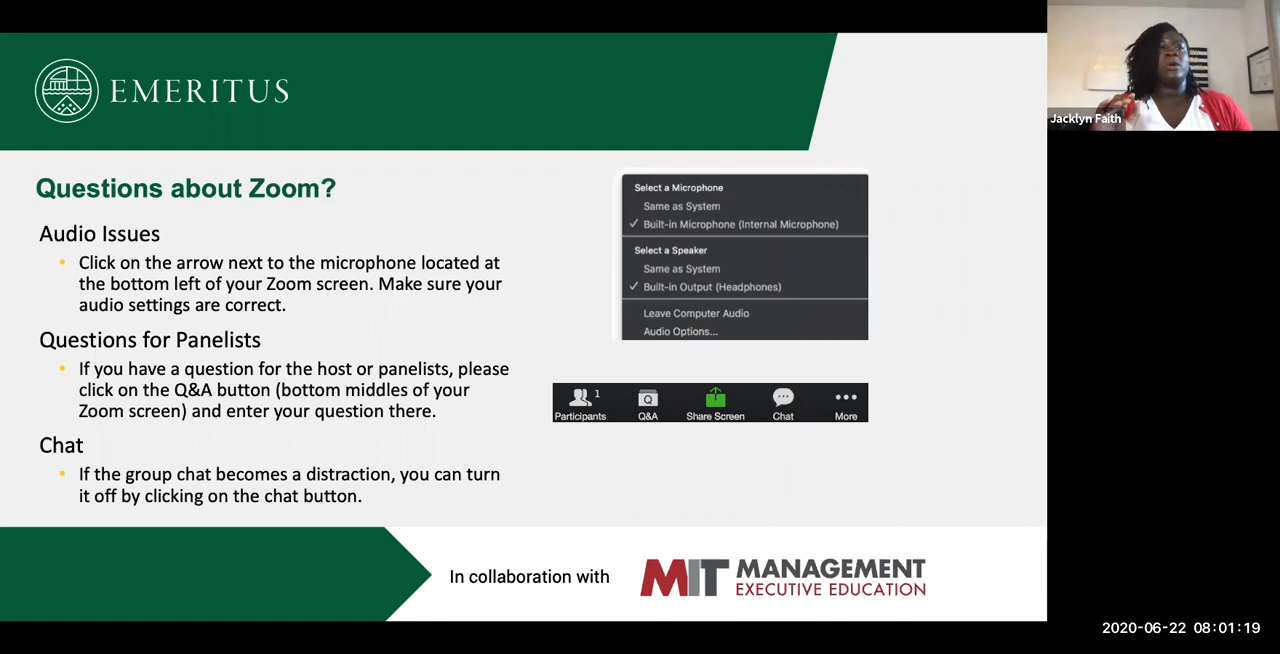 EMERITUS
Jacklyn Faith
Questions about Zoom?
Audio Issues
• Click on the arrow next to the microphone located at
the bottom left of your Zoom screen. Make sure your
audio settings are correct.
Questions for Panelists
• If you have a question for the host or panelists, please
click on the Q&A button (bottom middles of your
Zoom screen) and enter your question there.
Chat
• If the group chat becomes a distraction, you can turn
it off by clicking on the chat button.
Select a Microphone
Same as System
✓ Built-in Microphone (Internal Microphone)
Select a Speaker
Same as System
✓ Built-in Output (Headphones)
Leave Computer Audio
Audio Options...
1
Q
Participants Q&A Share Screen Chat More
In collaboration with
MIT MANAGEMENT
EXECUTIVE EDUCATION
2020-06-22 08:01:19